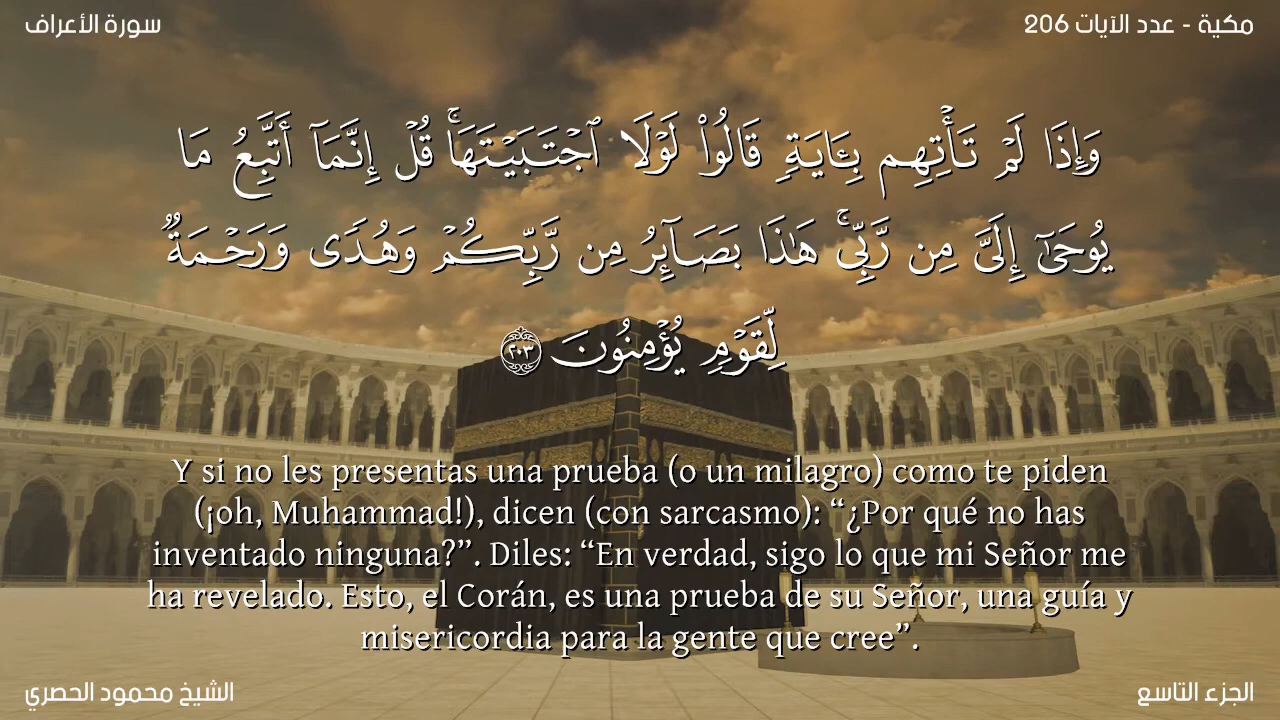 سورة الأعراف
مكية - عدد الآيات 206
وَإِذَا لَمْ تَأْتِهِم بِـَٔايَةٍ قَالُوا۟ لَوْلَا ٱجْتَبَيْتَهَا ۚ قُلْ إِنَّمَآ أَتَّبِعُ مَا
يُوحَىٰٓ إِلَىَّ مِن رَّبِّى ۚ هَـٰذَا بَصَآئِرُ مِن رَّبِّكُمْ وَهُدًى وَرَحْمَةٌ
لِّقَوْمٍ يُؤْمِنُونَ ٢٠٣
Y si no les presentas una prueba (o un milagro) como te piden
(¡oh, Muhammad!), dicen (con sarcasmo): “¿Por qué no has
inventado ninguna?”. Diles: “En verdad, sigo lo que mi Señor me
ha revelado. Esto, el Corán, es una prueba de su Señor, una guía y
misericordia para la gente que cree”.
الشيخ محمود الحصري
الجزء التاسع